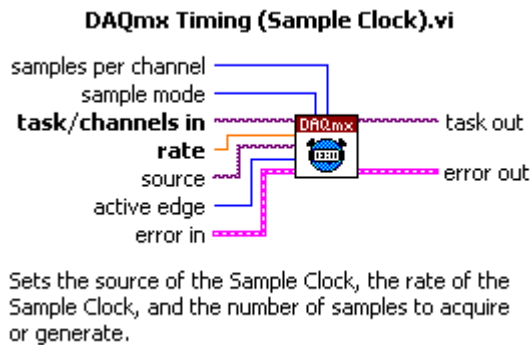 DAQmx Timing (Sample Clock).vi
samples per channel
sample mode
task/channels in
rate
source
active edge
error in
DAQmx
task out
error out
Sets the source of the Sample Clock, the rate of the
Sample Clock, and the number of samples to acquire
or generate.